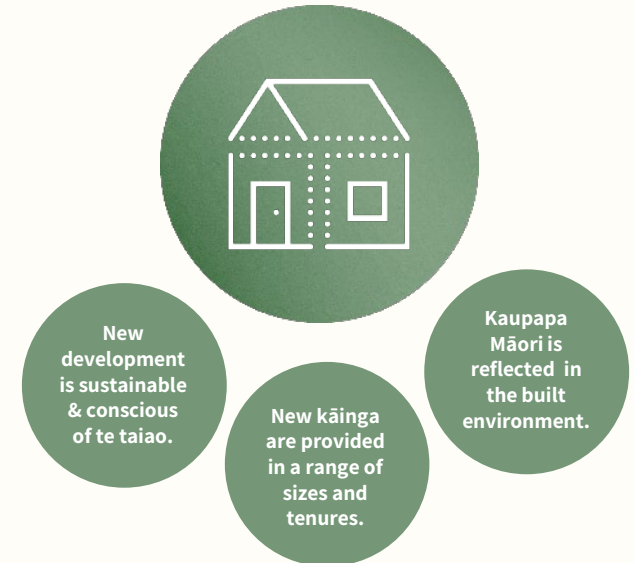 New
development
is sustainable
& conscious
of te taiao.
New kāinga
are provided
in a range of
sizes and
tenures.
Kaupapa
Māori is
reflected in
the built
environment.